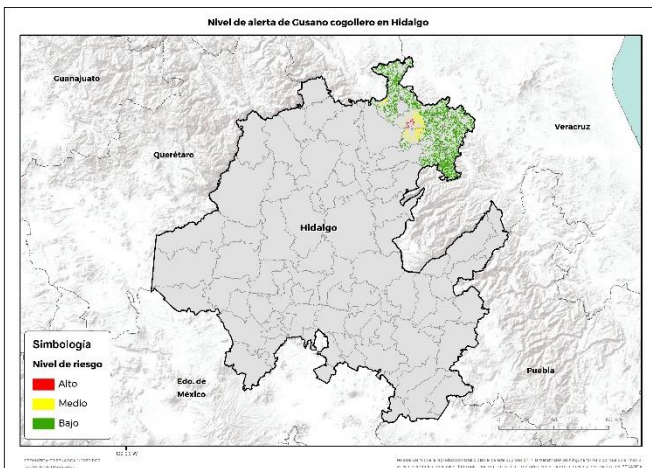 Nivel de alerta de Gusano cogollero en Hidalgo
Guanajuato
Veracruz
Querétaro
Hidalgo
Simbología
Nivel de riesgo
Alto
Medio
Bajo
Edo. de
México
Puebla